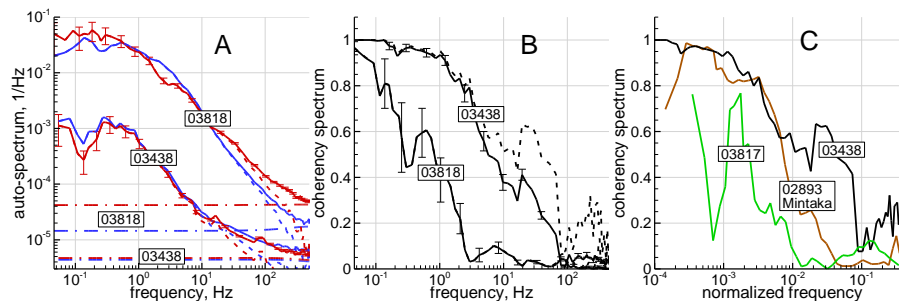 A
auto-spectrum, 1/Hz
10^-1
10^-2
10^-3
10^-4
10^-5
03818
03434
03818
03438
10^-1 10^0 10^1 10^2
frequency, Hz
B
coherency spectrum
1
0.8
0.6
0.4
0.2
0
03438
03818
10^-1 10^0 10^1 10^2
frequency, Hz
C
coherency spectrum
1
0.8
0.6
0.4
0.2
0
03438
03817
02893
Mintaka
10^-4 10^-3 10^-2 10^-1
normalized frequency